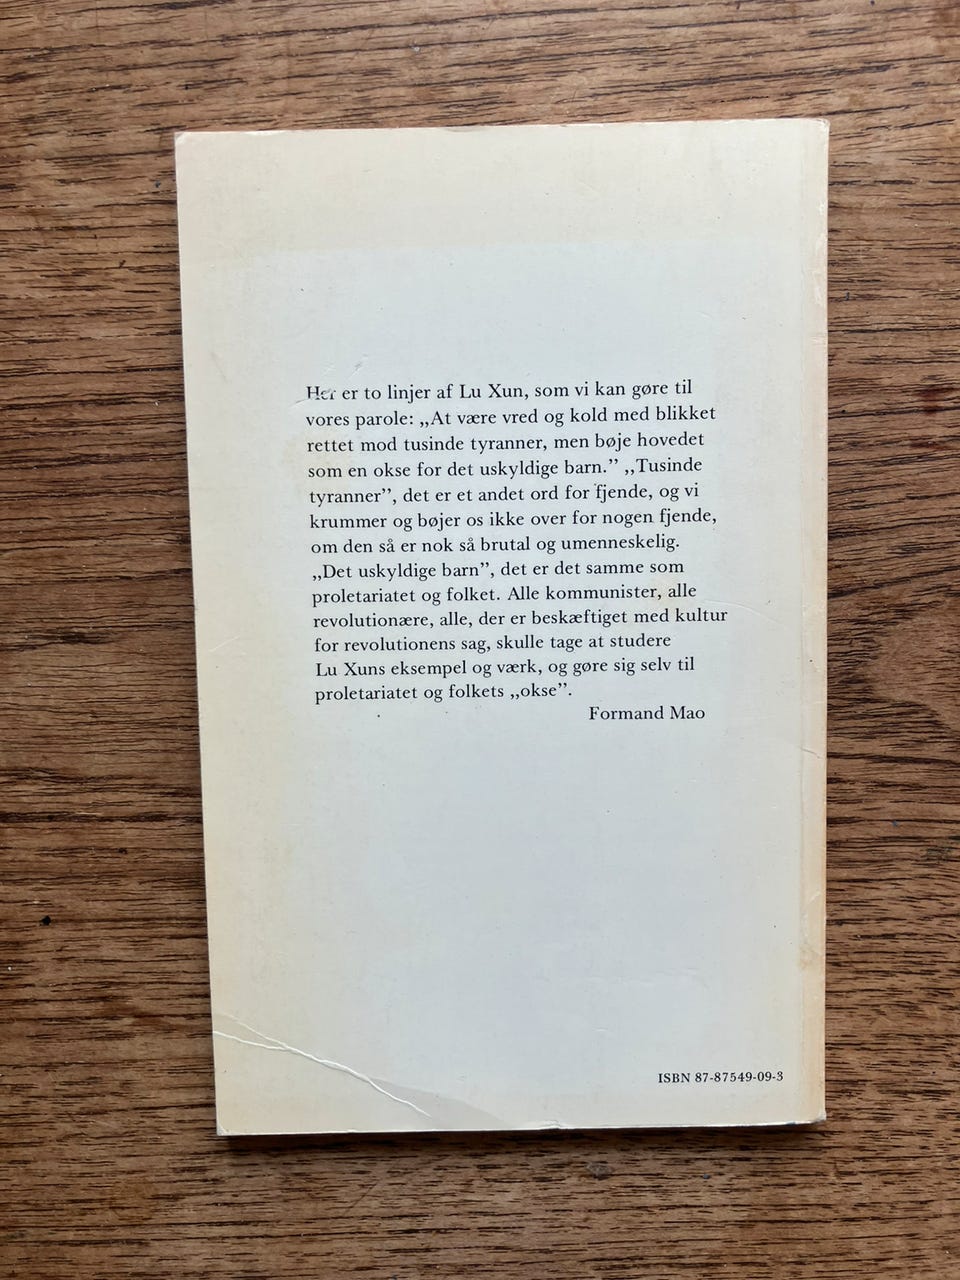 Her er to linjer af Lu Xun, som vi kan gøre til
vores parole: „At være vred og kold med blikket
rettet mod tusinde tyranner, men bøje hovedet
som en okse for det uskyldige barn.” „Tusinde
tyranner”, det er et andet ord for fjende, og vi
krummer og bøjer os ikke over for nogen fjende,
om den så er nok så brutal og umenneskelig.
„Det uskyldige barn”, det er det samme som
proletariatet og folket. Alle kommunister, alle
revolutionære, alle, der er beskæftiget med kultur
for revolutionens sag, skulle tage at studere
Lu Xuns eksempel og værk, og gøre sig selv til
proletariatet og folkets „okse”.
Formand Mao
ISBN 87-87549-09-3